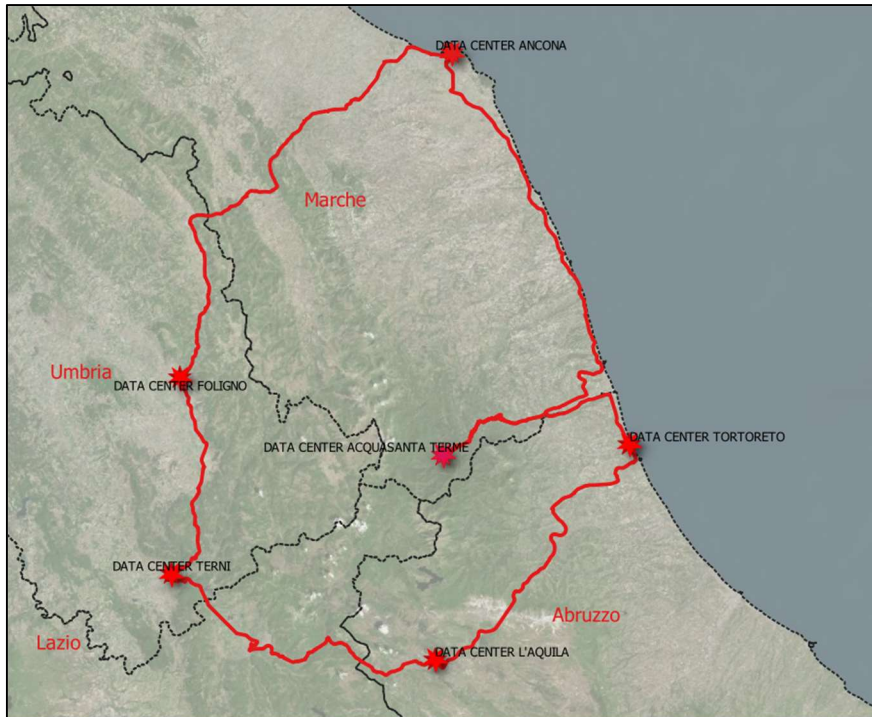 DATA CENTER ANCONA
Marche
Umbria
DATA CENTER FOLIGNO
DATA CENTER ACQUASANTA TERME
DATA CENTER TORTORETO
DATA CENTER TERNI
Abruzzo
Lazio
DATA CENTER L'AQUILA